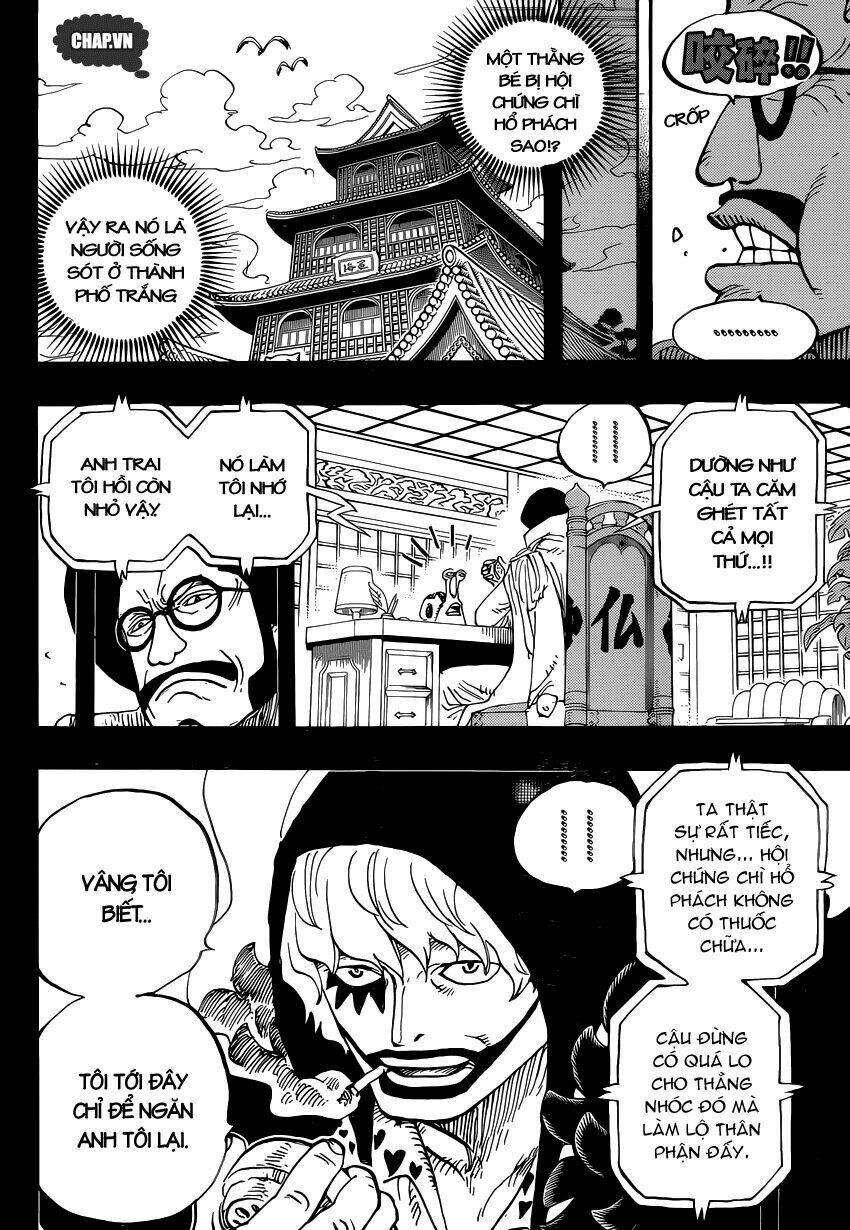 CHAP.VN
咬碎!!
CRỐP
MỘT THẰNG
BÉ BỊ HỘI
CHỨNG CHÌ
HỔ PHÁCH
SAO!?
VẬY RA NÓ LÀ
NGƯỜI SỐNG
SÓT Ở THÀNH
PHỐ TRẮNG
..........
ANH TRAI
TÔI HỒI CÒN
NHỎ VẬY.
NÓ LÀM
TÔI NHỚ
LẠI...
DƯỜNG NHƯ
CẬU TA CĂM
GHÉT TẤT
CẢ MỌI
THỨ...!!
仏
TA THẬT
SỰ RẤT TIẾC,
NHƯNG... HỘI
CHỨNG CHÌ HỔ
PHÁCH KHÔNG
CÓ THUỐC
CHỮA...
VÂNG TÔI
BIẾT...
CẬU ĐỪNG
CÓ QUÁ LO
CHO THẰNG
NHÓC ĐÓ MÀ
LÀM LỘ THÂN
PHẬN ĐẤY.
TÔI TỚI ĐÂY
CHỈ ĐỂ NGĂN
ANH TÔI LẠI.